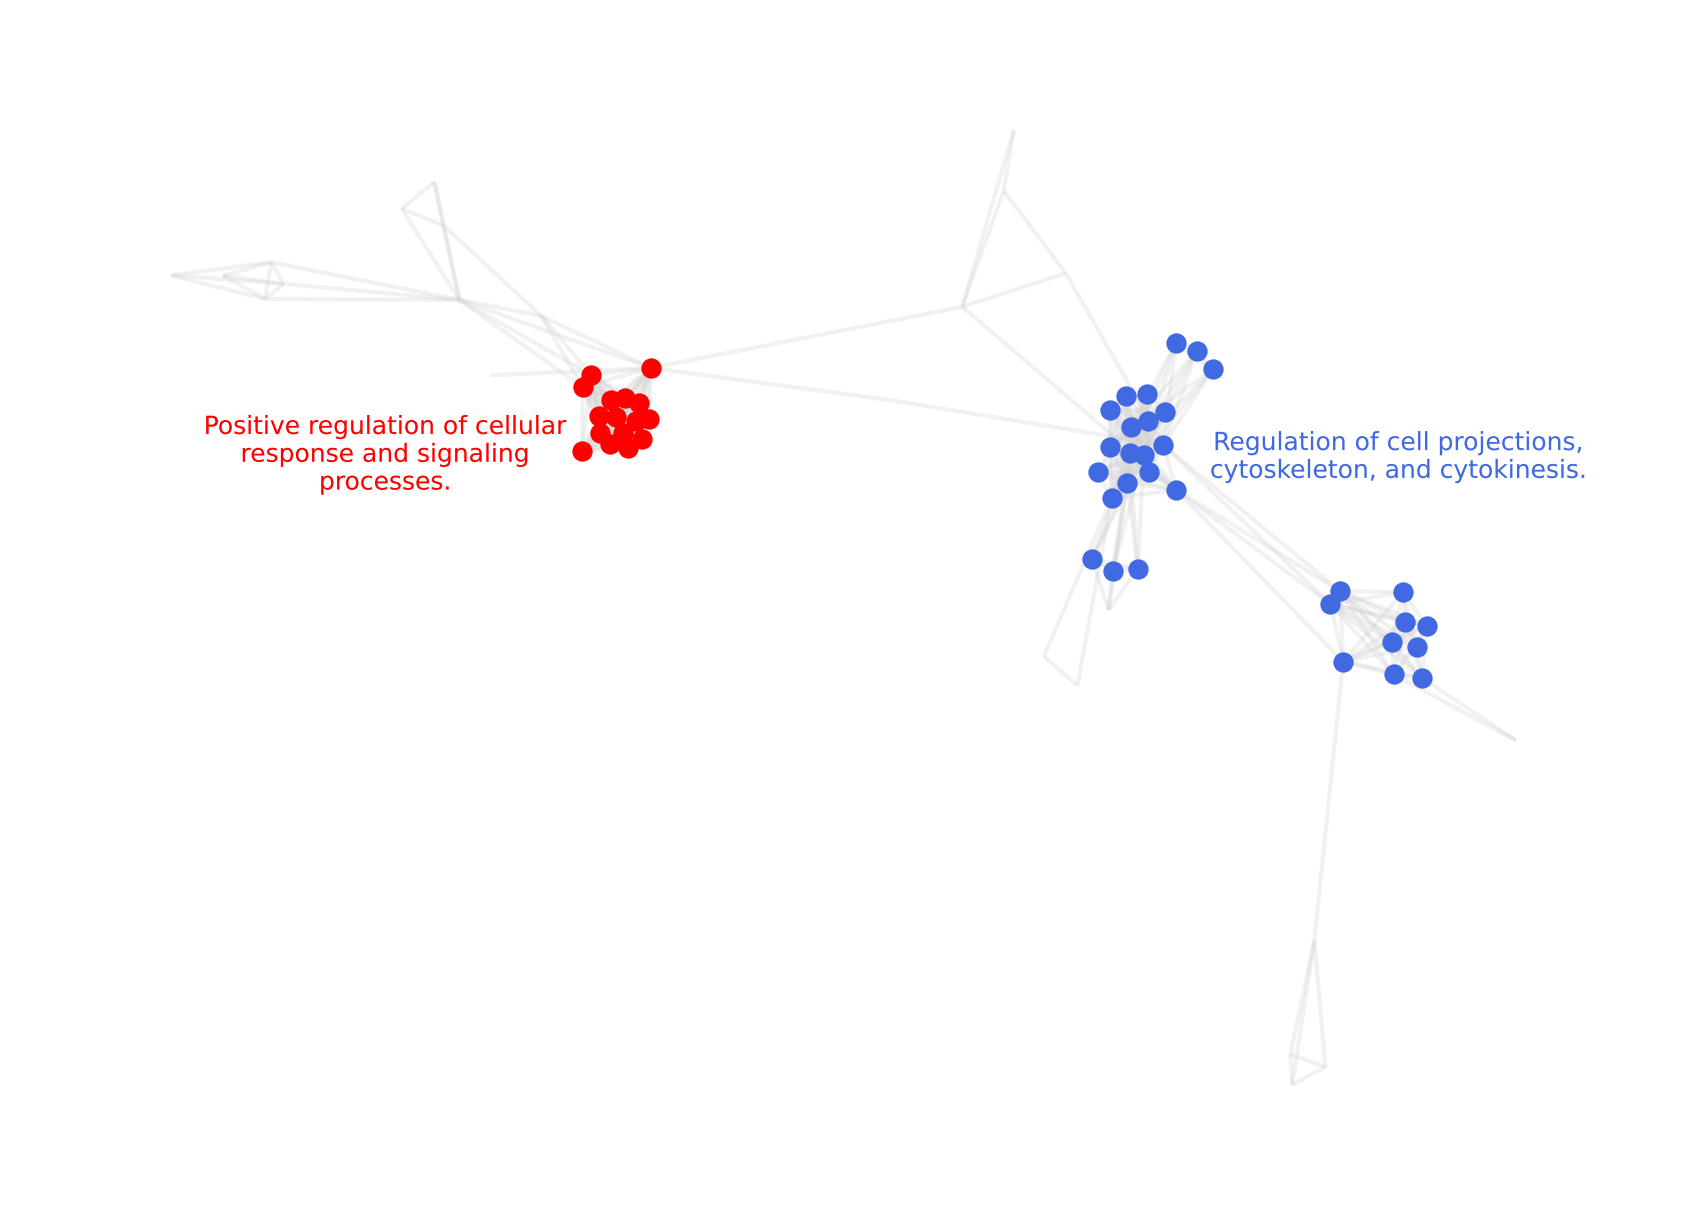 Positive regulation of cellular
response and signaling
processes.
Regulation of cell projections,
cytoskeleton, and cytokinesis.